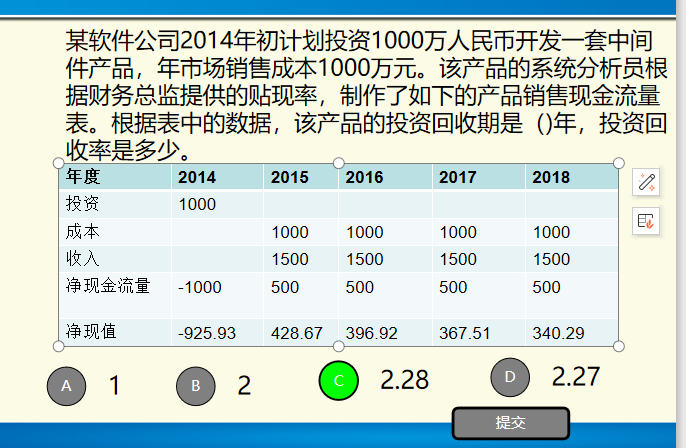 某软件公司2014年初计划投资1000万人民币开发一套中间
件产品，年市场销售成本1000万元。该产品的系统分析员根
据财务总监提供的贴现率，制作了如下的产品销售现金流量
表。根据表中的数据，该产品的投资回收期是（)年，投资回
收率是多少。
年度 2014 2015 2016 2017 2018
投资 1000
成本 1000 1000 1000 1000
收入 1500 1500 1500 1500
净现金流量 -1000 500 500 500 500
净现值 -925.93 428.67 396.92 367.51 340.29
A 1 B 2 C 2.28 D 2.27
提交